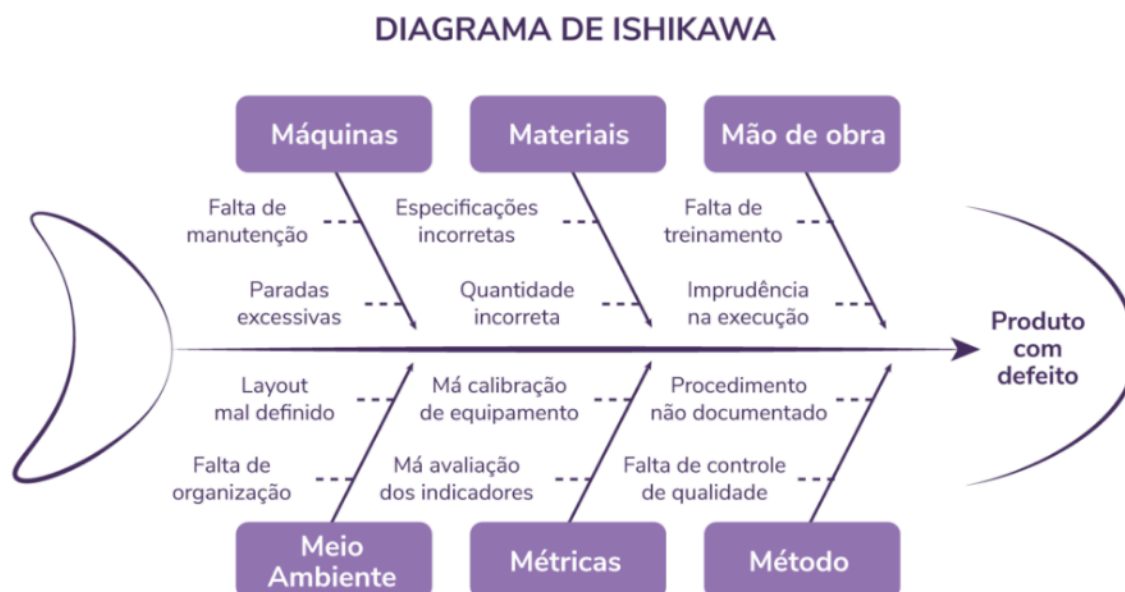 DIAGRAMA DE ISHIKAWA
Máquinas
Materiais
Mão de obra
Falta de
manutenção
Especificações
incorretas
Falta de
treinamento
Paradas
excessivas
Quantidade
incorreta
Imprudência
na execução
Produto
com
defeito
Layout
mal definido
Má calibração
de equipamento
Procedimento
não documentado
Falta de
organização
Má avaliação
dos indicadores
Falta de controle
de qualidade
Meio
Ambiente
Métricas
Método